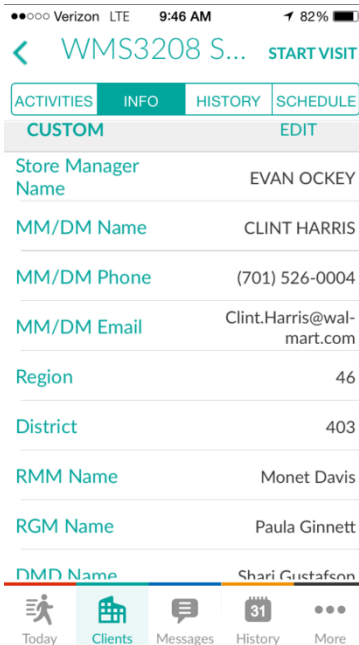 Verizon LTE 9:46 AM 82%
WMS3208 S... START VISIT
ACTIVITIES INFO HISTORY SCHEDULE
CUSTOM EDIT
Store Manager
Name EVAN OCKEY
MM/DM Name CLINT HARRIS
MM/DM Phone (701) 526-0004
MM/DM Email Clint.Harris@wal-
mart.com
Region 46
District 403
RMM Name Monet Davis
RGM Name Paula Ginnett
DMD Name Shari Gustafson
31
Today Clients Messages History More